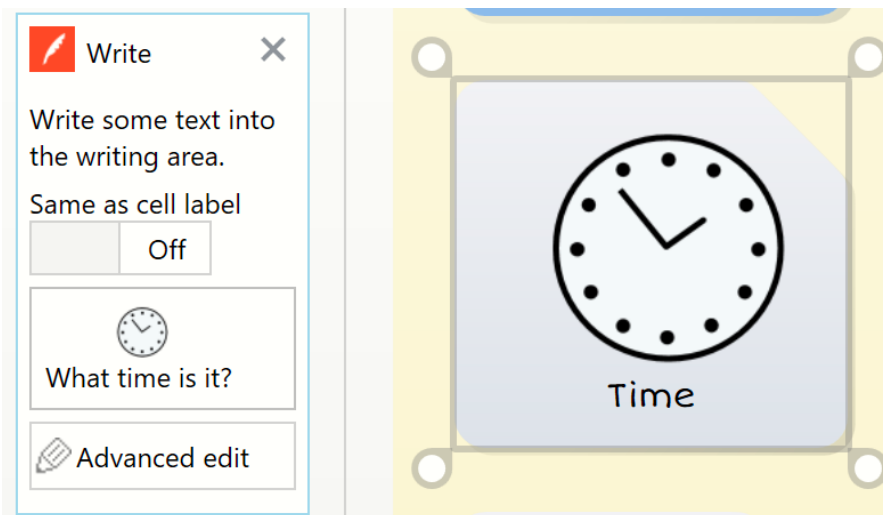 Write
Write some text into
the writing area.
Same as cell label
Off
What time is it?
Advanced edit
Time